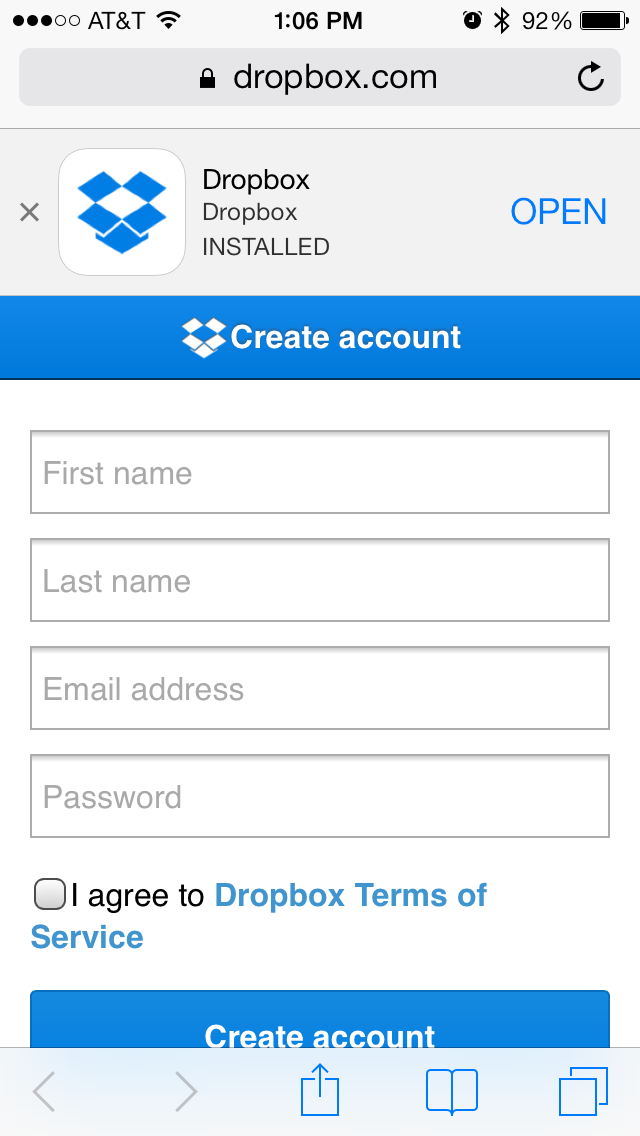 AT&T 1:06 PM 92%
dropbox.com
Dropbox
Dropbox
INSTALLED
OPEN
Create account
First name
Last name
Email address
Password
I agree to Dropbox Terms of
Service
Create account